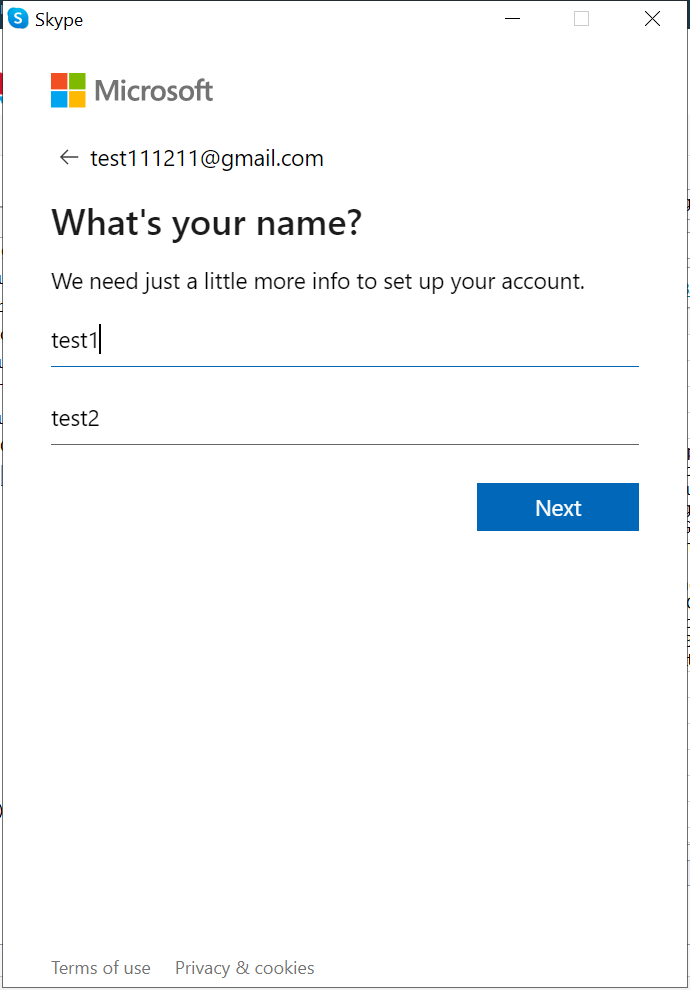 Skype
Microsoft
test111211@gmail.com
What's your name?
We need just a little more info to set up your account.
test1
test2
Next
Terms of use Privacy & cookies